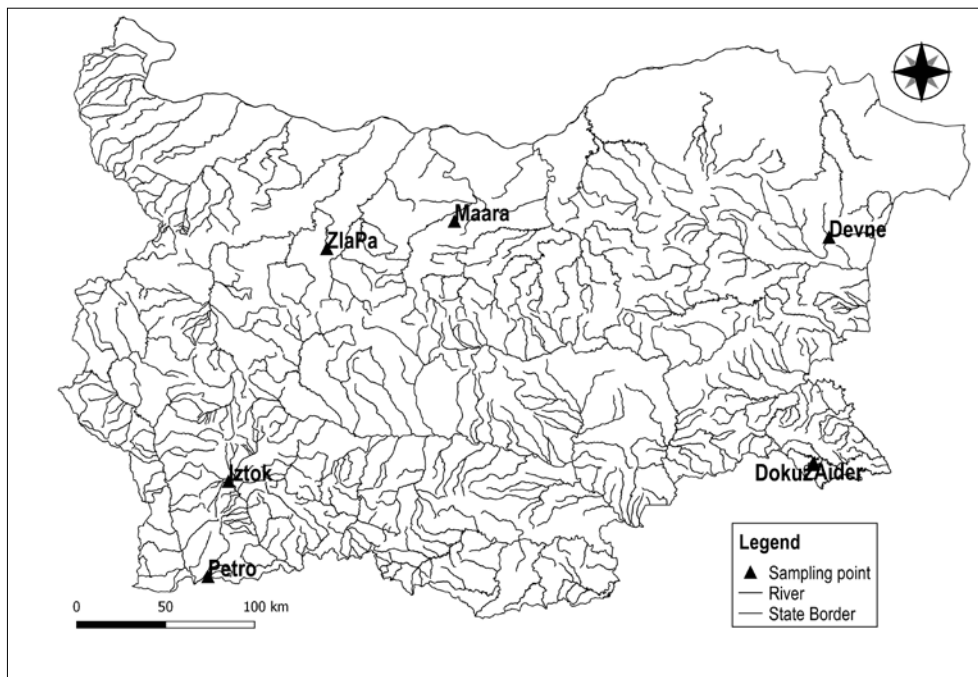 Maara
ZlaPa
Devne
Iztok
DokuzAider
Petro
Legend
Sampling point
River
State Border
0 50 100 km